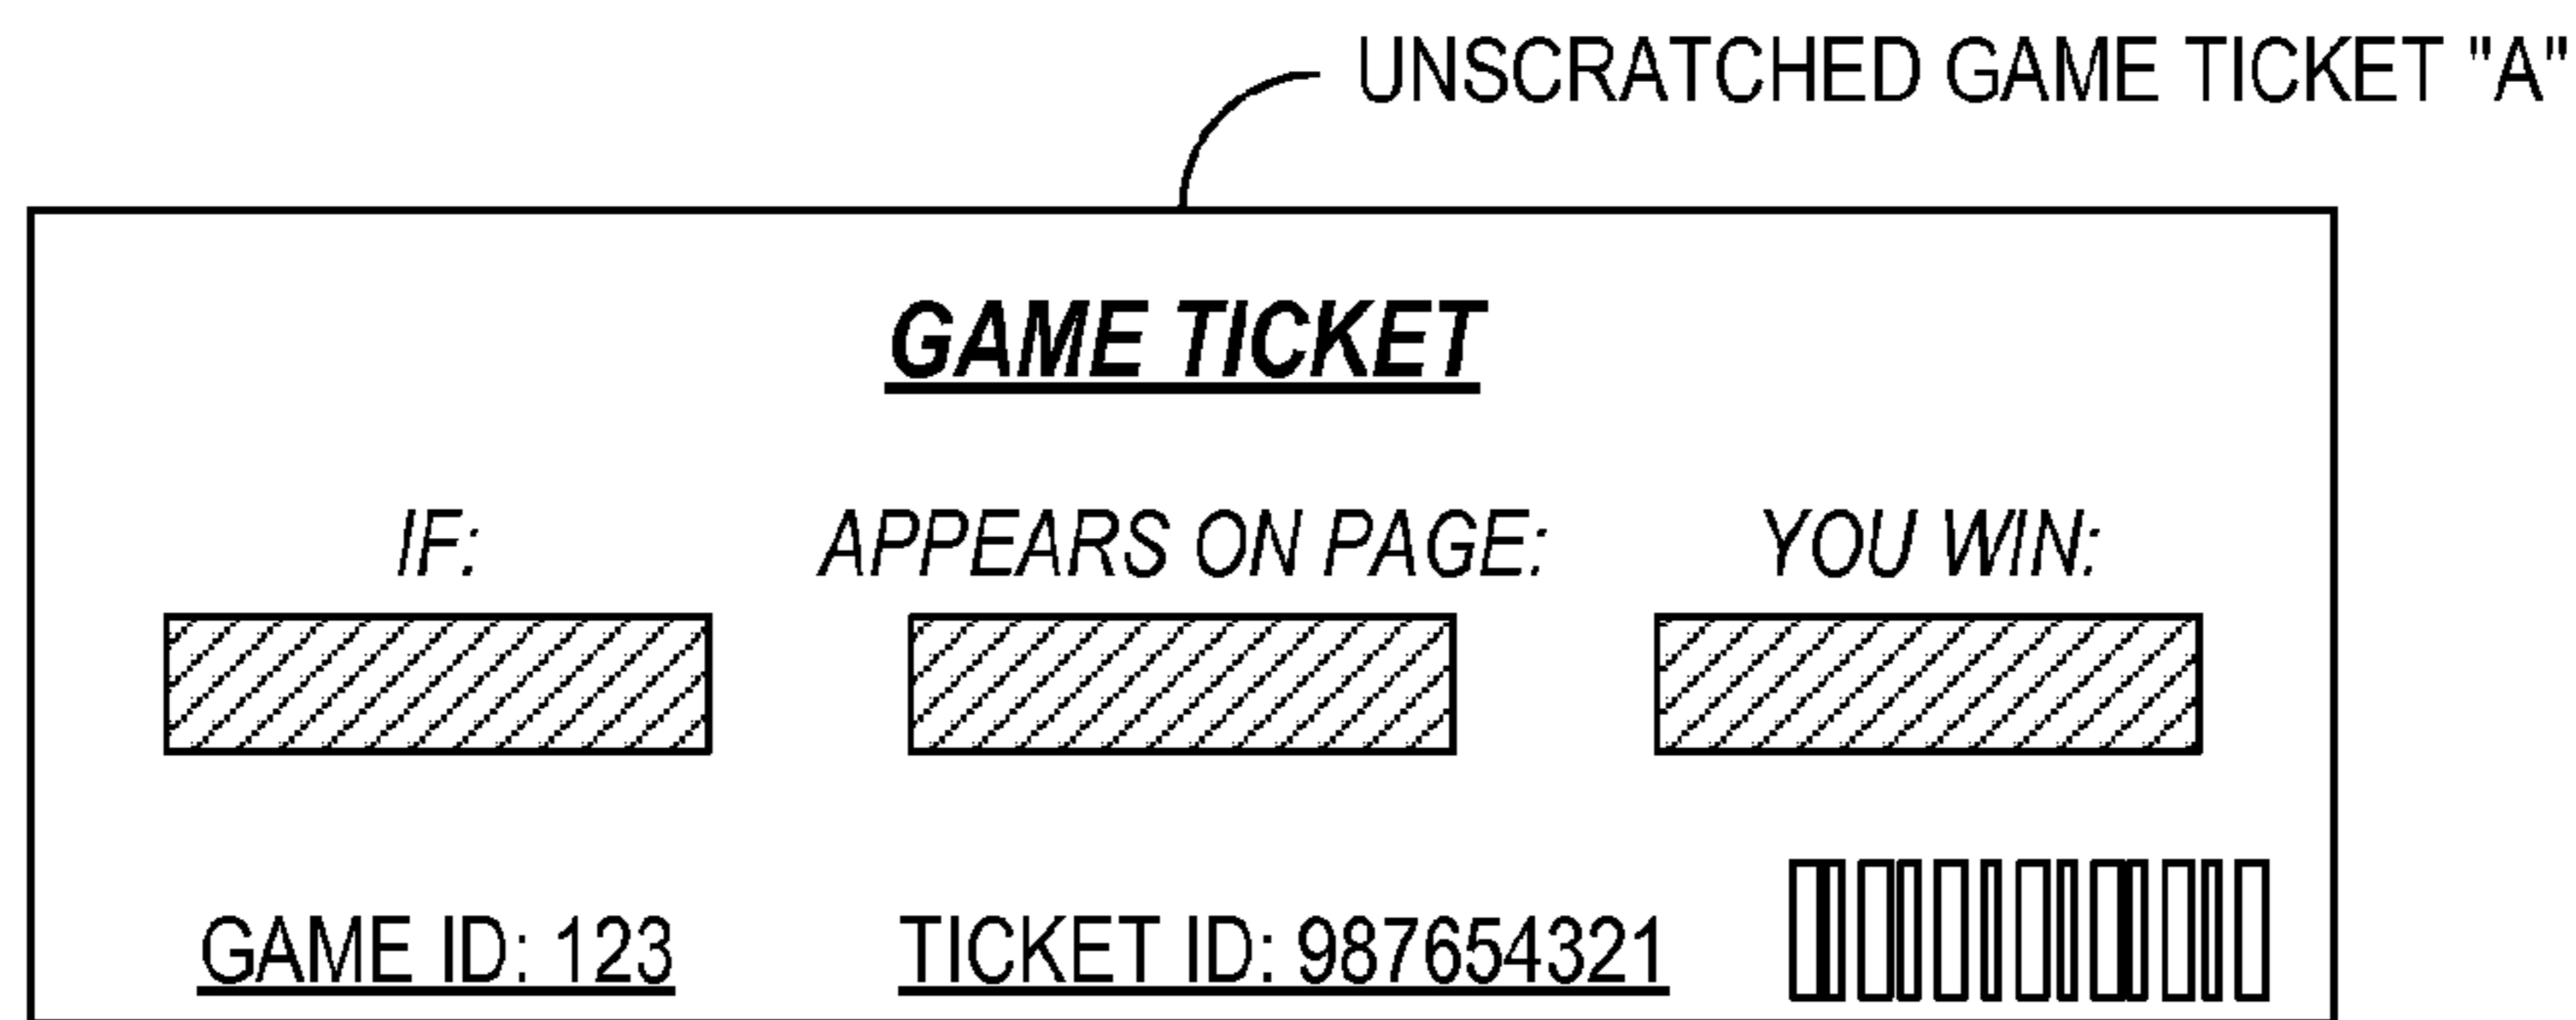 UNSCRATCHED GAME TICKET "A"
GAME TICKET
IF: APPEARS ON PAGE: YOU WIN:
GAME ID: 123 TICKET ID: 987654321